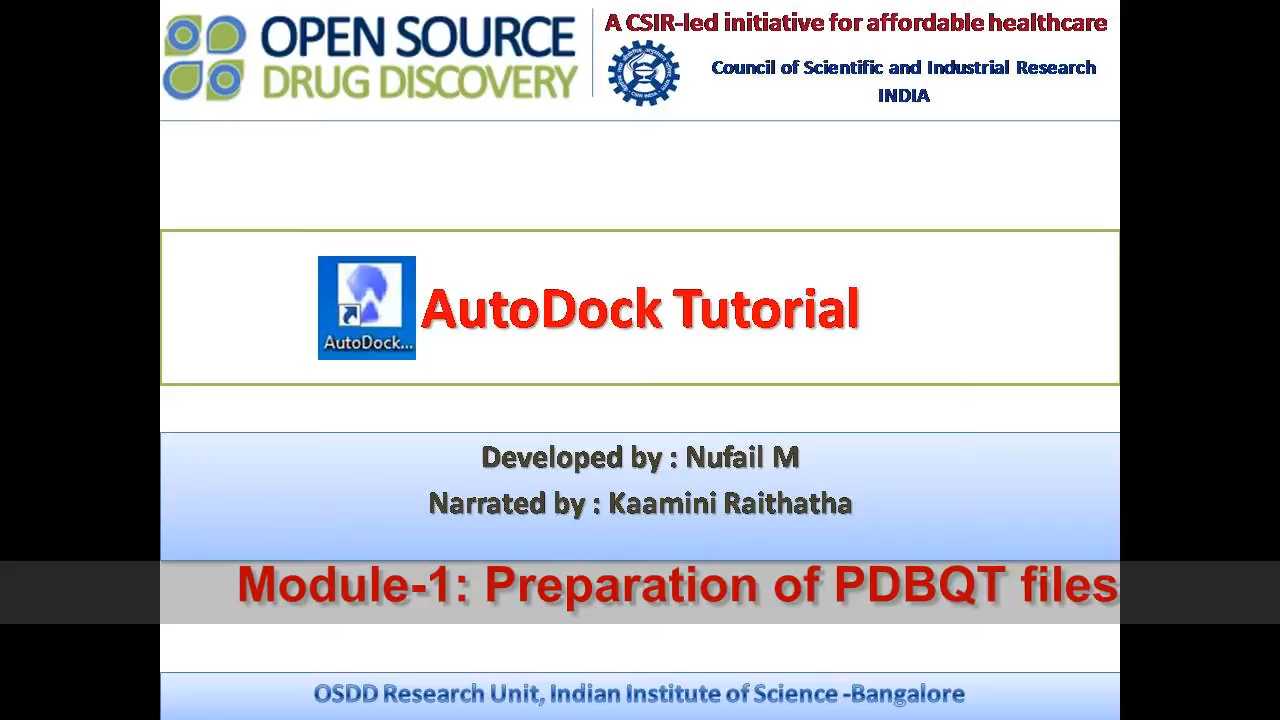 OPEN SOURCE
DRUG DISCOVERY
A CSIR-led initiative for affordable healthcare
Council of Scientific and Industrial Research
INDIA
AutoDock...
AutoDock Tutorial
Developed by : Nufail M
Narrated by : Kaamini Raithatha
Module-1: Preparation of PDBQT files
OSDD Research Unit, Indian Institute of Science -Bangalore